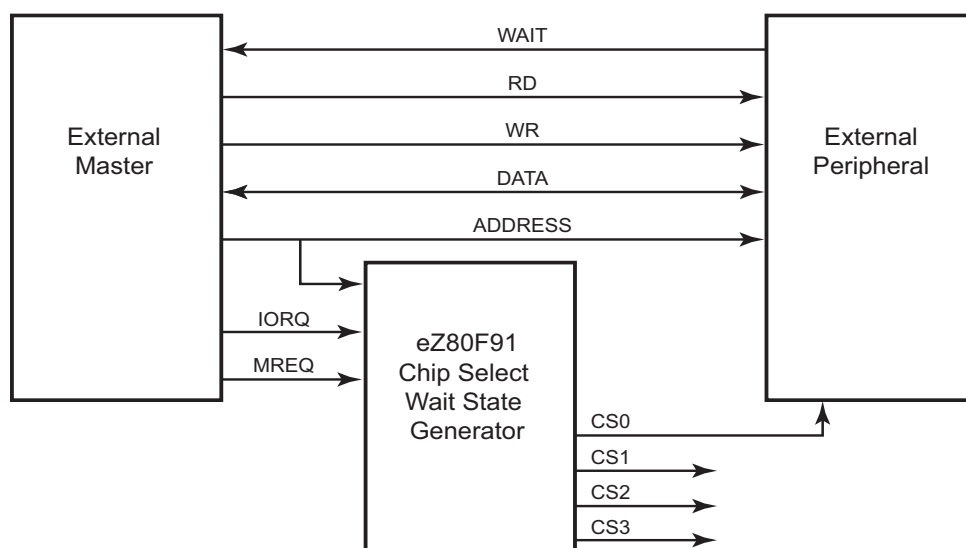 WAIT
RD
WR
DATA
ADDRESS
External
Master
External
Peripheral
IORQ
MREQ
eZ80F91
Chip Select
Wait State
Generator
CS0
CS1
CS2
CS3